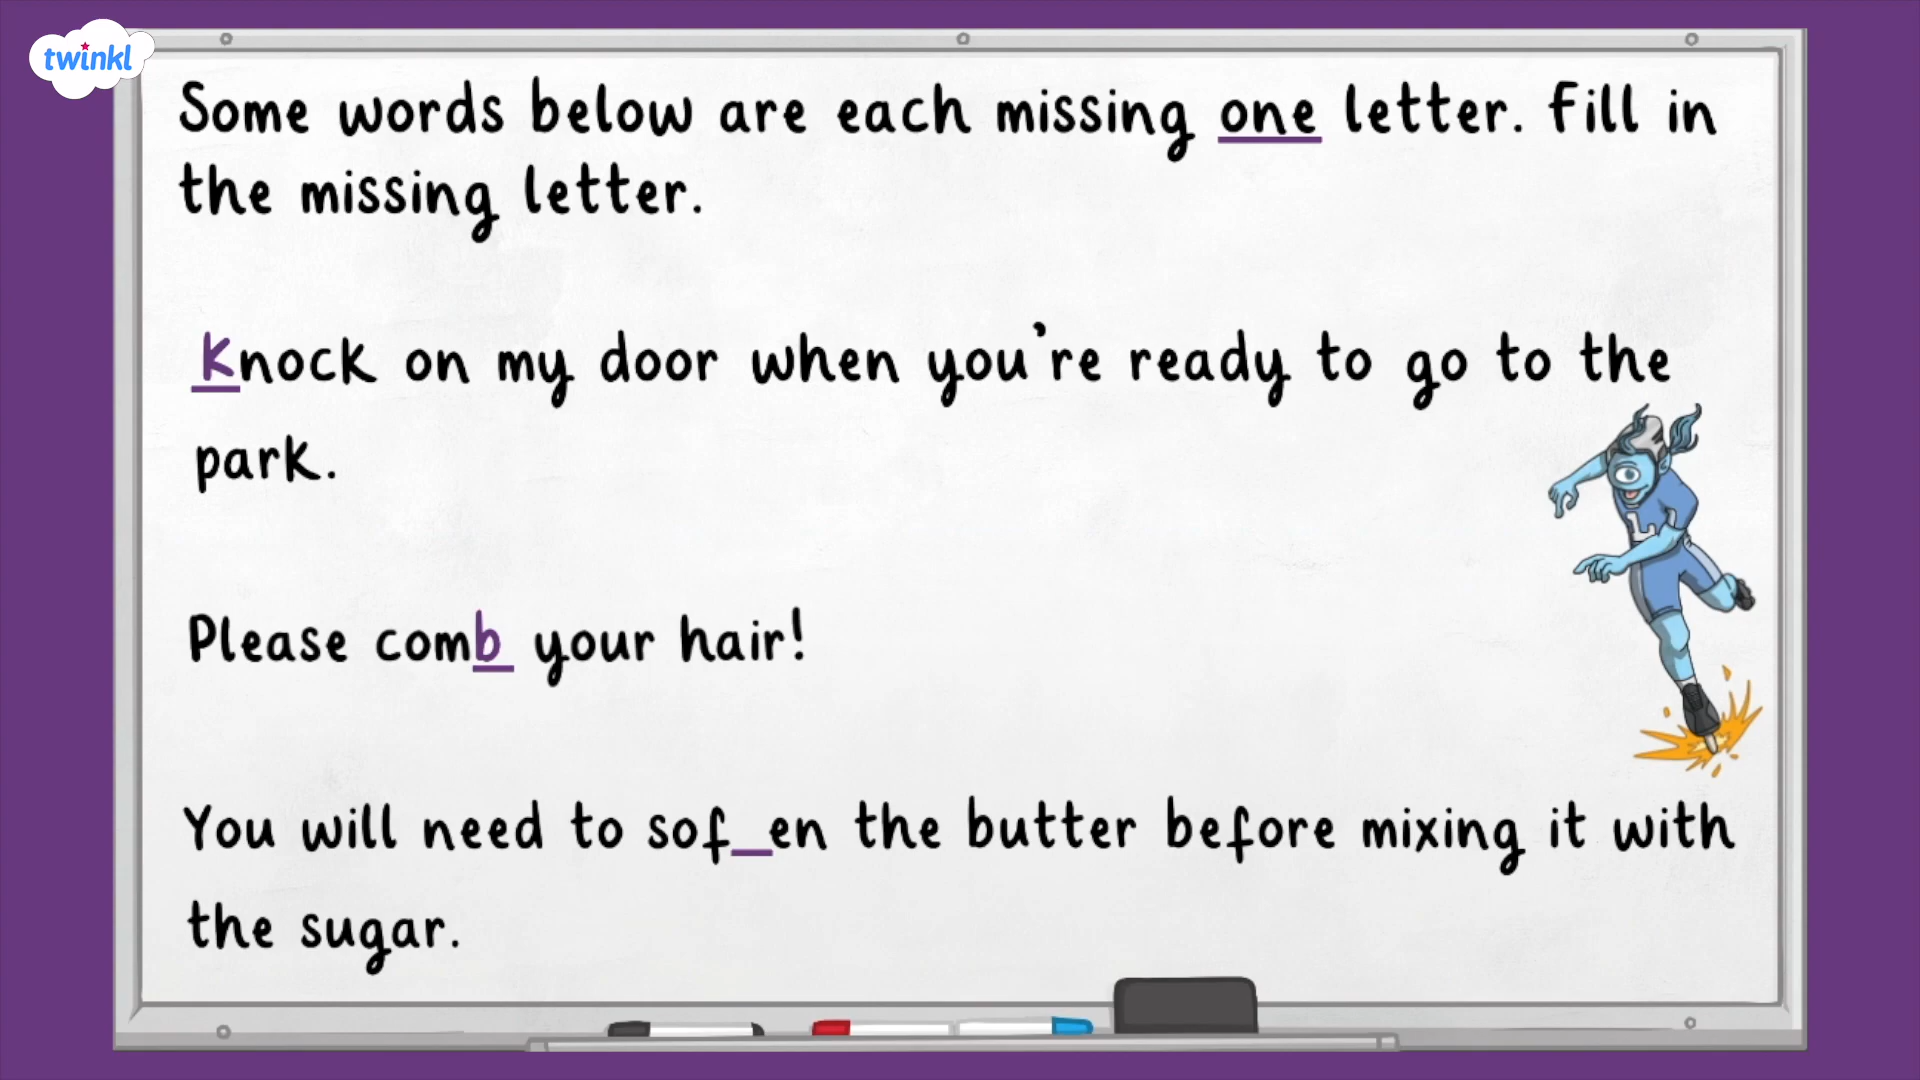 twinkl
Some words below are each missing one letter. Fill in
the missing letter.
Knock on my door when you're ready to go to the
park.
Please comb your hair!
You will need to sof_en the butter before mixing it with
the sugar.